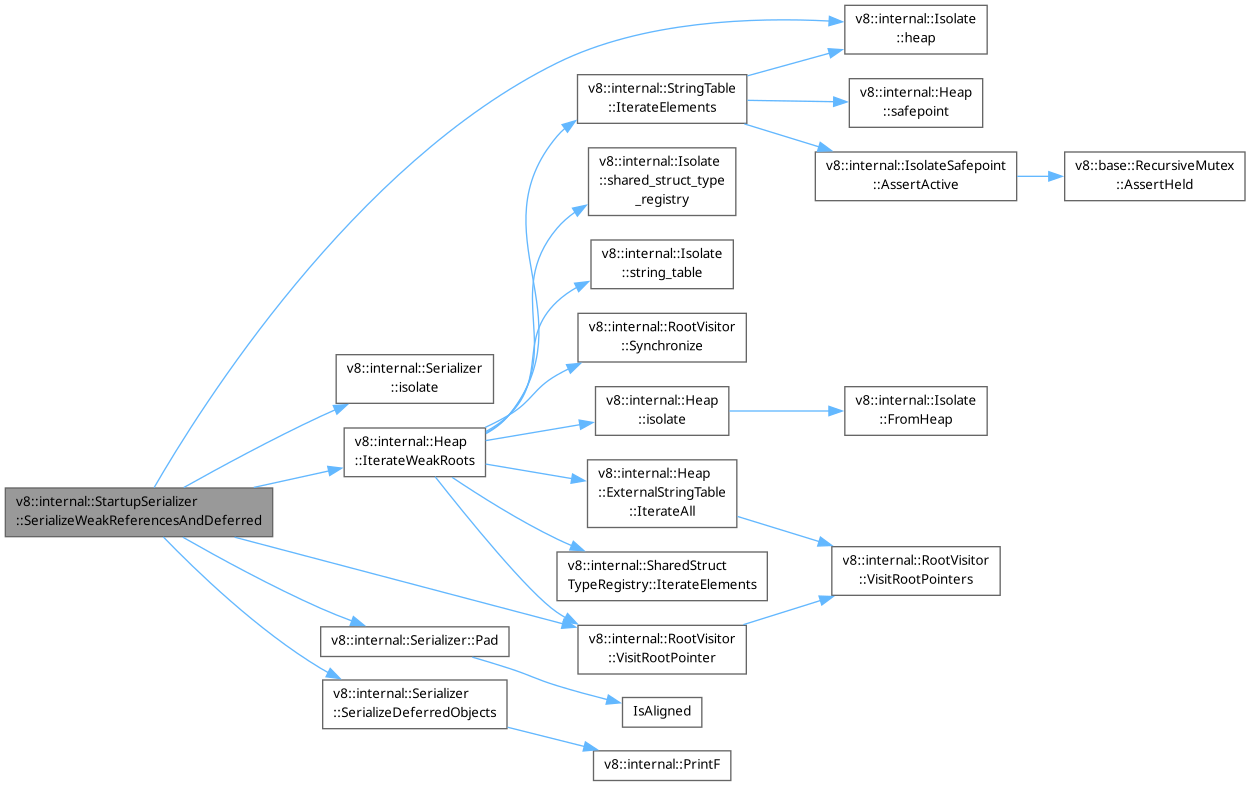 v8::internal::Isolate
::heap
v8::internal::StringTable
::IterateElements
v8::internal::Heap
::safepoint
v8::internal::IsolateSafepoint
::AssertActive
v8::base::RecursiveMutex
::AssertHeld
v8::internal::Isolate
::shared_struct_type
_registry
v8::internal::Isolate
::string_table
v8::internal::RootVisitor
::Synchronize
v8::internal::Serializer
::isolate
v8::internal::Heap
::isolate
v8::internal::Isolate
::FromHeap
v8::internal::Heap
::IterateWeakRoots
v8::internal::Heap
::ExternalStringTable
::IterateAll
v8::internal::StartupSerializer
::SerializeWeakReferencesAndDeferred
v8::internal::SharedStruct
TypeRegistry::IterateElements
v8::internal::RootVisitor
::VisitRootPointers
v8::internal::Serializer::Pad
v8::internal::RootVisitor
::VisitRootPointer
v8::internal::Serializer
::SerializeDeferredObjects
IsAligned
v8::internal::PrintF